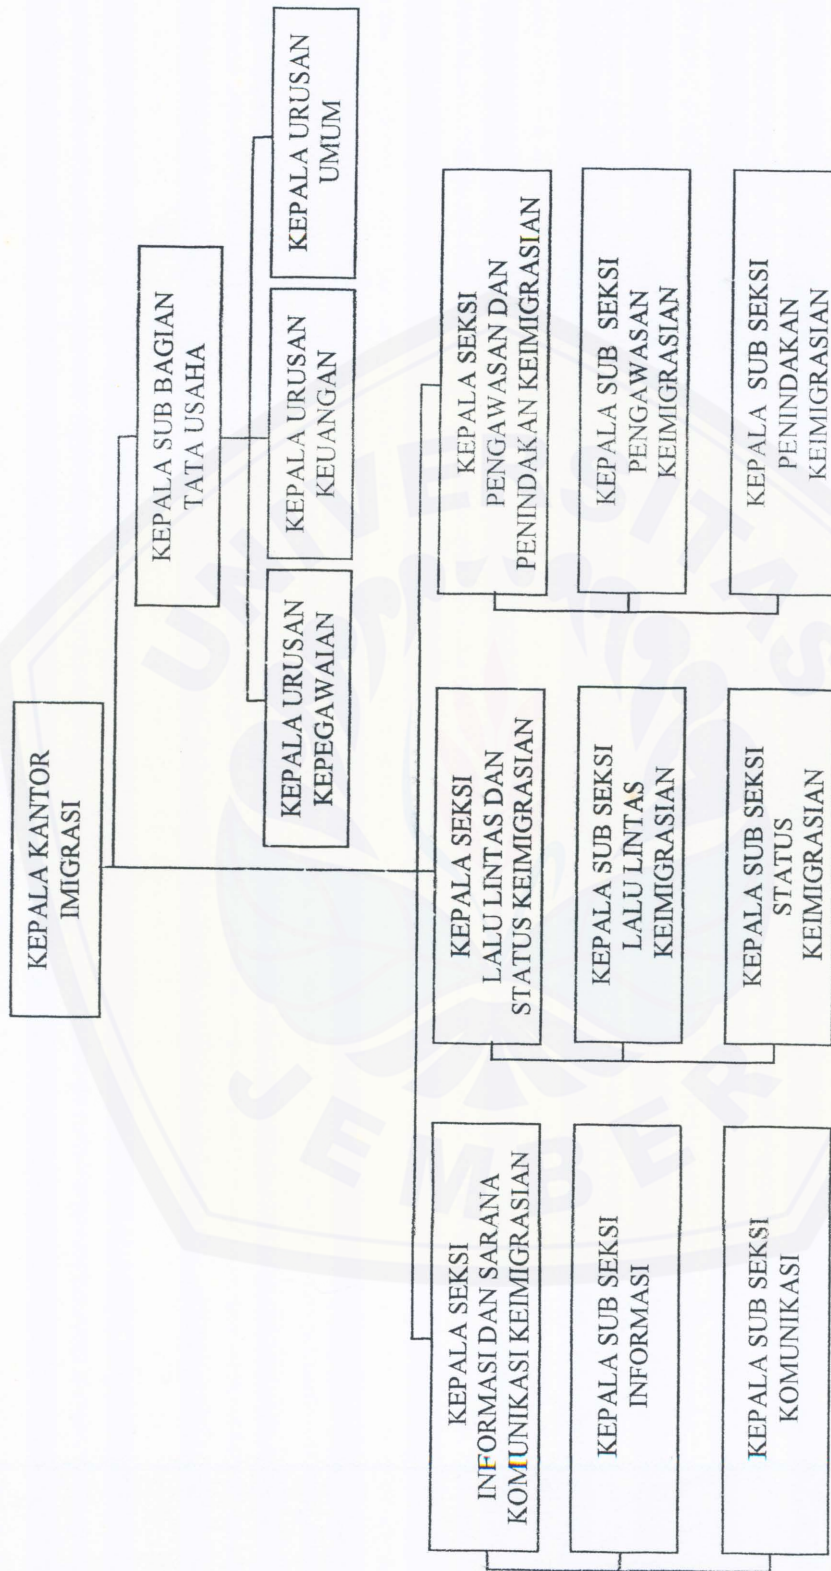 KEPALA KANTOR
IMIGRASI
KEPALA SUB BAGIAN
TATA USAHA
KEPALA URUSAN
KEPEGAWAIAN
KEPALA URUSAN
KEUANGAN
KEPALA URUSAN
UMUM
KEPALA SEKSI
INFORMASI DAN SARANA
KOMUNIKASI KEIMIGRASIAN
KEPALA SEKSI
LALU LINTAS DAN
STATUS KEIMIGRASIAN
KEPALA SEKSI
PENGAWASAN DAN
PENINDAKAN KEIMIGRASIAN
KEPALA SUB SEKSI
INFORMASI
KEPALA SUB SEKSI
LALU LINTAS
KEIMIGRASIAN
KEPALA SUB SEKSI
PENGAWASAN
KEIMIGRASIAN
KEPALA SUB SEKSI
KOMUNIKASI
KEPALA SUB SEKSI
STATUS
KEIMIGRASIAN
KEPALA SUB SEKSI
PENINDAKAN
KEIMIGRASIAN
UNIVERSITAS
JEMBER